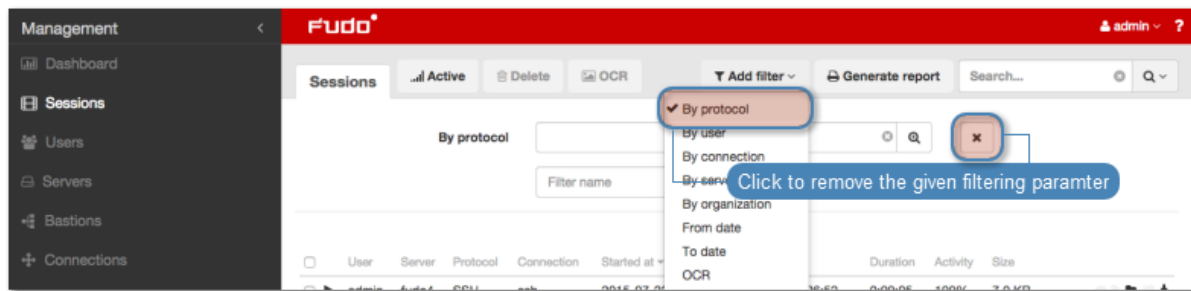 Management
FUDO
admin
?
Dashboard
Sessions
Active
Delete
OCR
Add filter
Generate report
Search...
Sessions
By protocol
By protocol
Users
By user
By connection
Filter name
Servers
Click to remove the given filtering paramter
By organization
Bastions
From date
To date
Connections
User Server Protocol Connection Started at Duration Activity Size
OCR